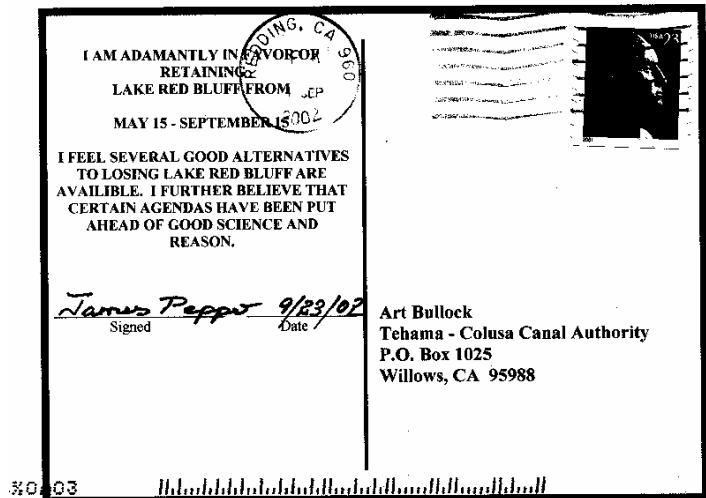 I AM ADAMANTLY IN FAVOR OF
RETAINING
LAKE RED BLUFF FROM
MAY 15 - SEPTEMBER 15
I FEEL SEVERAL GOOD ALTERNATIVES
TO LOSING LAKE RED BLUFF ARE
AVAILIBLE. I FURTHER BELIEVE THAT
CERTAIN AGENDAS HAVE BEEN PUT
AHEAD OF GOOD SCIENCE AND
REASON.
James 9/23/02
Signed Date
REDDING, CA 960
SEP
2002
USA 23
Art Bullock
Tehama - Colusa Canal Authority
P.O. Box 1025
Willows, CA 95988